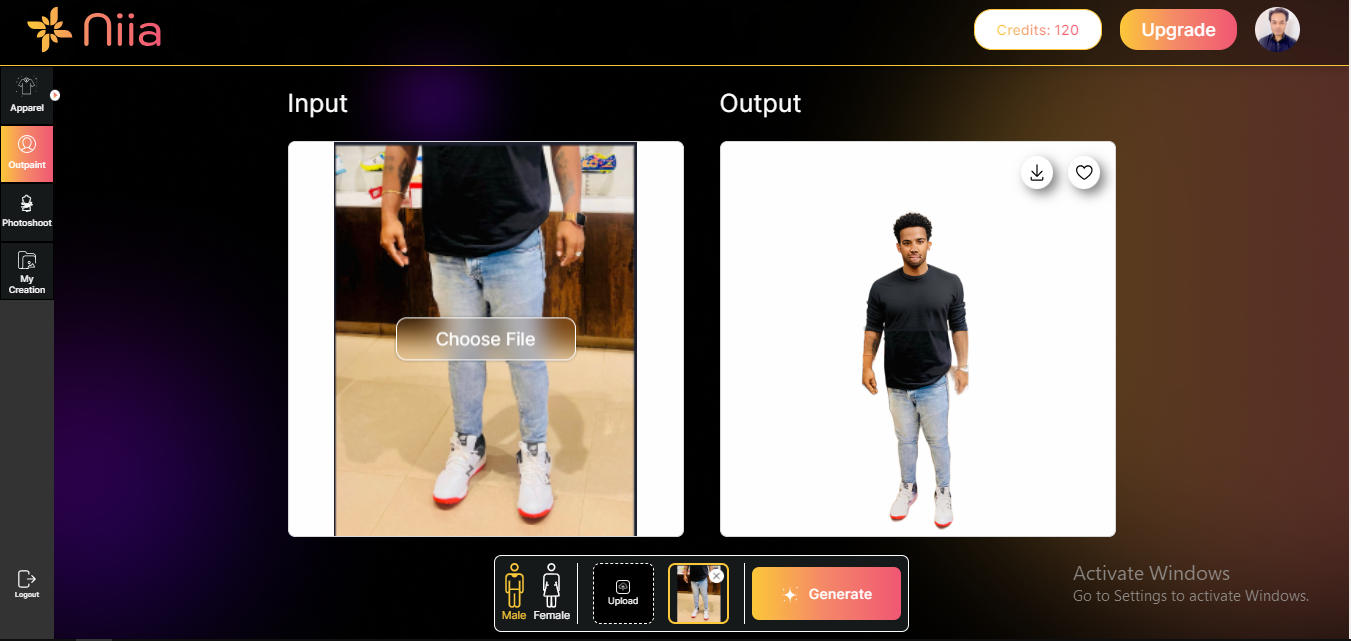 Niia
Credits: 120
Upgrade
Apparel
Outpaint
Photoshoot
My
Creation
Logout
Input
Output
Choose File
Male
Female
Upload
Generate
Activate Windows
Go to Settings to activate Windows.